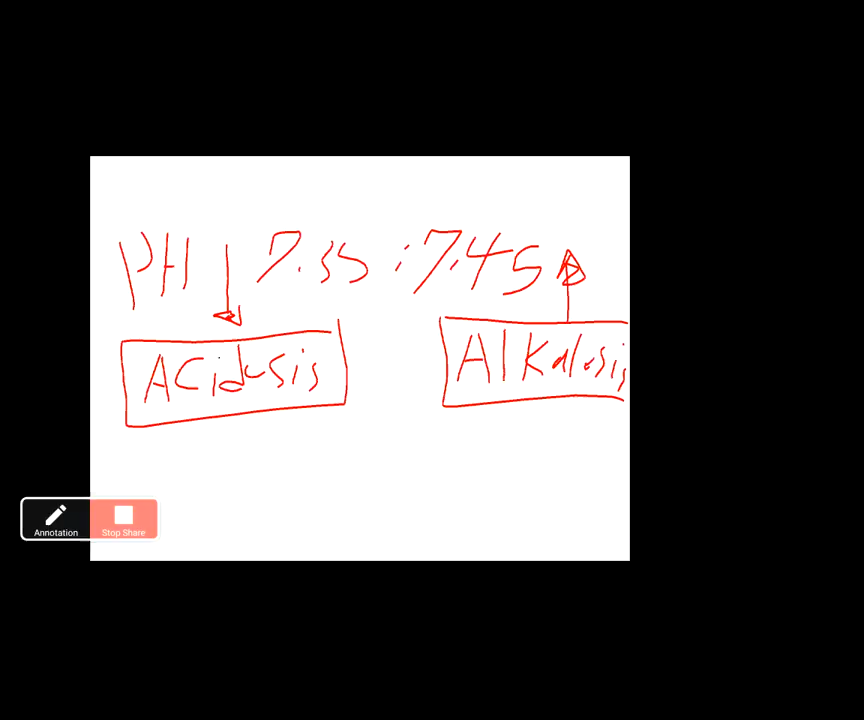 PH ↓ 7.35 : 7.45 ↑
Acidosis
Alkalosis
Annotation
Stop Share